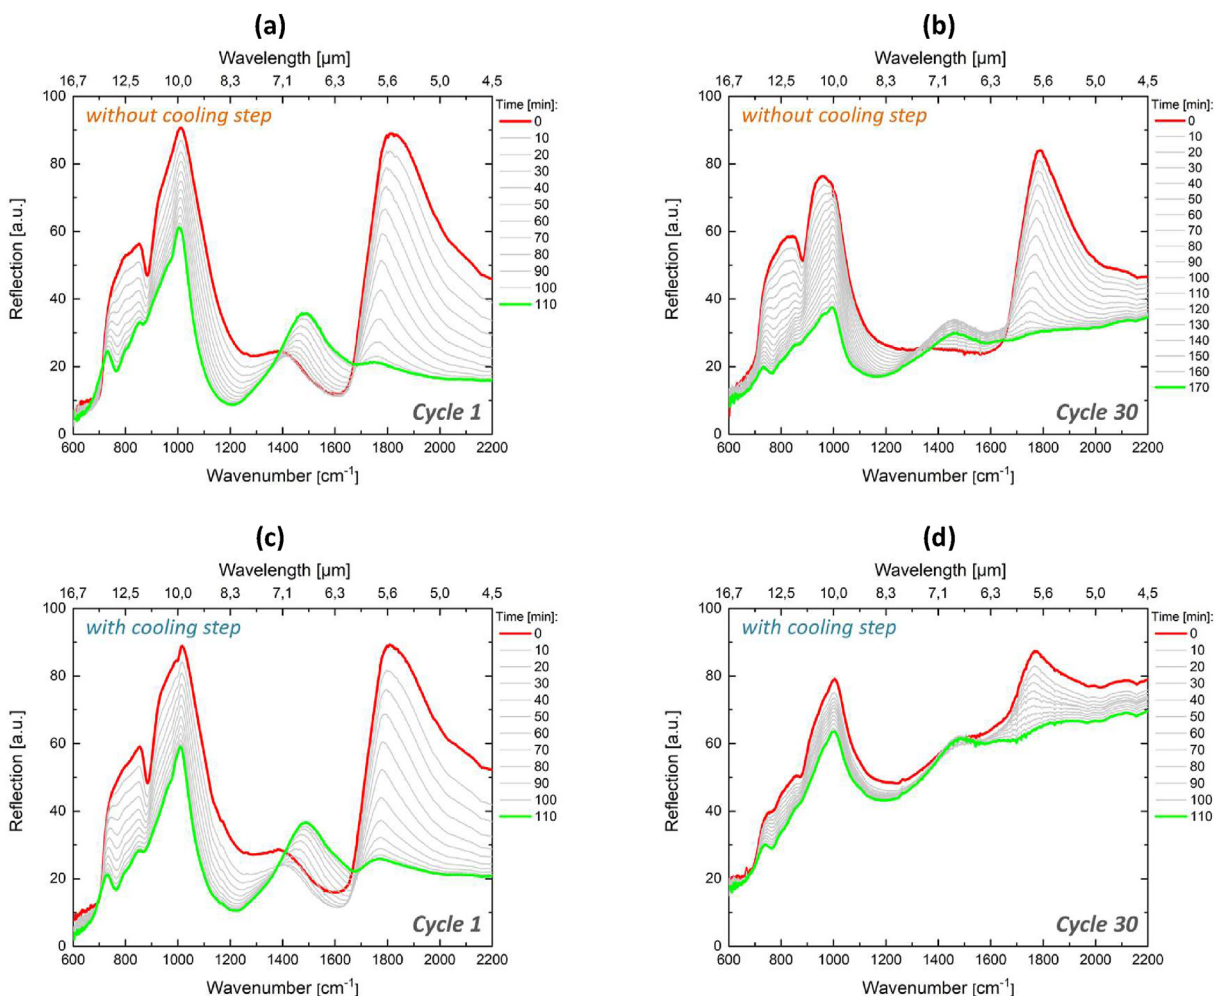 (a)
Wavelength [µm]
16,7 12,5 10,0 8,3 7,1 6,3 5,6 5,0 4,5
100
80
60
40
20
0
Reflection [a.u.]
without cooling step
Cycle 1
600 800 1000 1200 1400 1600 1800 2000 2200
Wavenumber [cm⁻¹]
Time [min]:
0
10
20
30
40
50
60
70
80
90
100
110
(b)
Wavelength [µm]
16,7 12,5 10,0 8,3 7,1 6,3 5,6 5,0 4,5
100
80
60
40
20
0
Reflection [a.u.]
without cooling step
Cycle 30
600 800 1000 1200 1400 1600 1800 2000 2200
Wavenumber [cm⁻¹]
Time [min]:
0
10
20
30
40
50
60
70
80
90
100
110
120
130
140
150
160
170
(c)
Wavelength [µm]
16,7 12,5 10,0 8,3 7,1 6,3 5,6 5,0 4,5
100
80
60
40
20
0
Reflection [a.u.]
with cooling step
Cycle 1
600 800 1000 1200 1400 1600 1800 2000 2200
Wavenumber [cm⁻¹]
Time [min]:
0
10
20
30
40
50
60
70
80
90
100
110
(d)
Wavelength [µm]
16,7 12,5 10,0 8,3 7,1 6,3 5,6 5,0 4,5
100
80
60
40
20
0
Reflection [a.u.]
with cooling step
Cycle 30
600 800 1000 1200 1400 1600 1800 2000 2200
Wavenumber [cm⁻¹]
Time [min]:
0
10
20
30
40
50
60
70
80
90
100
110